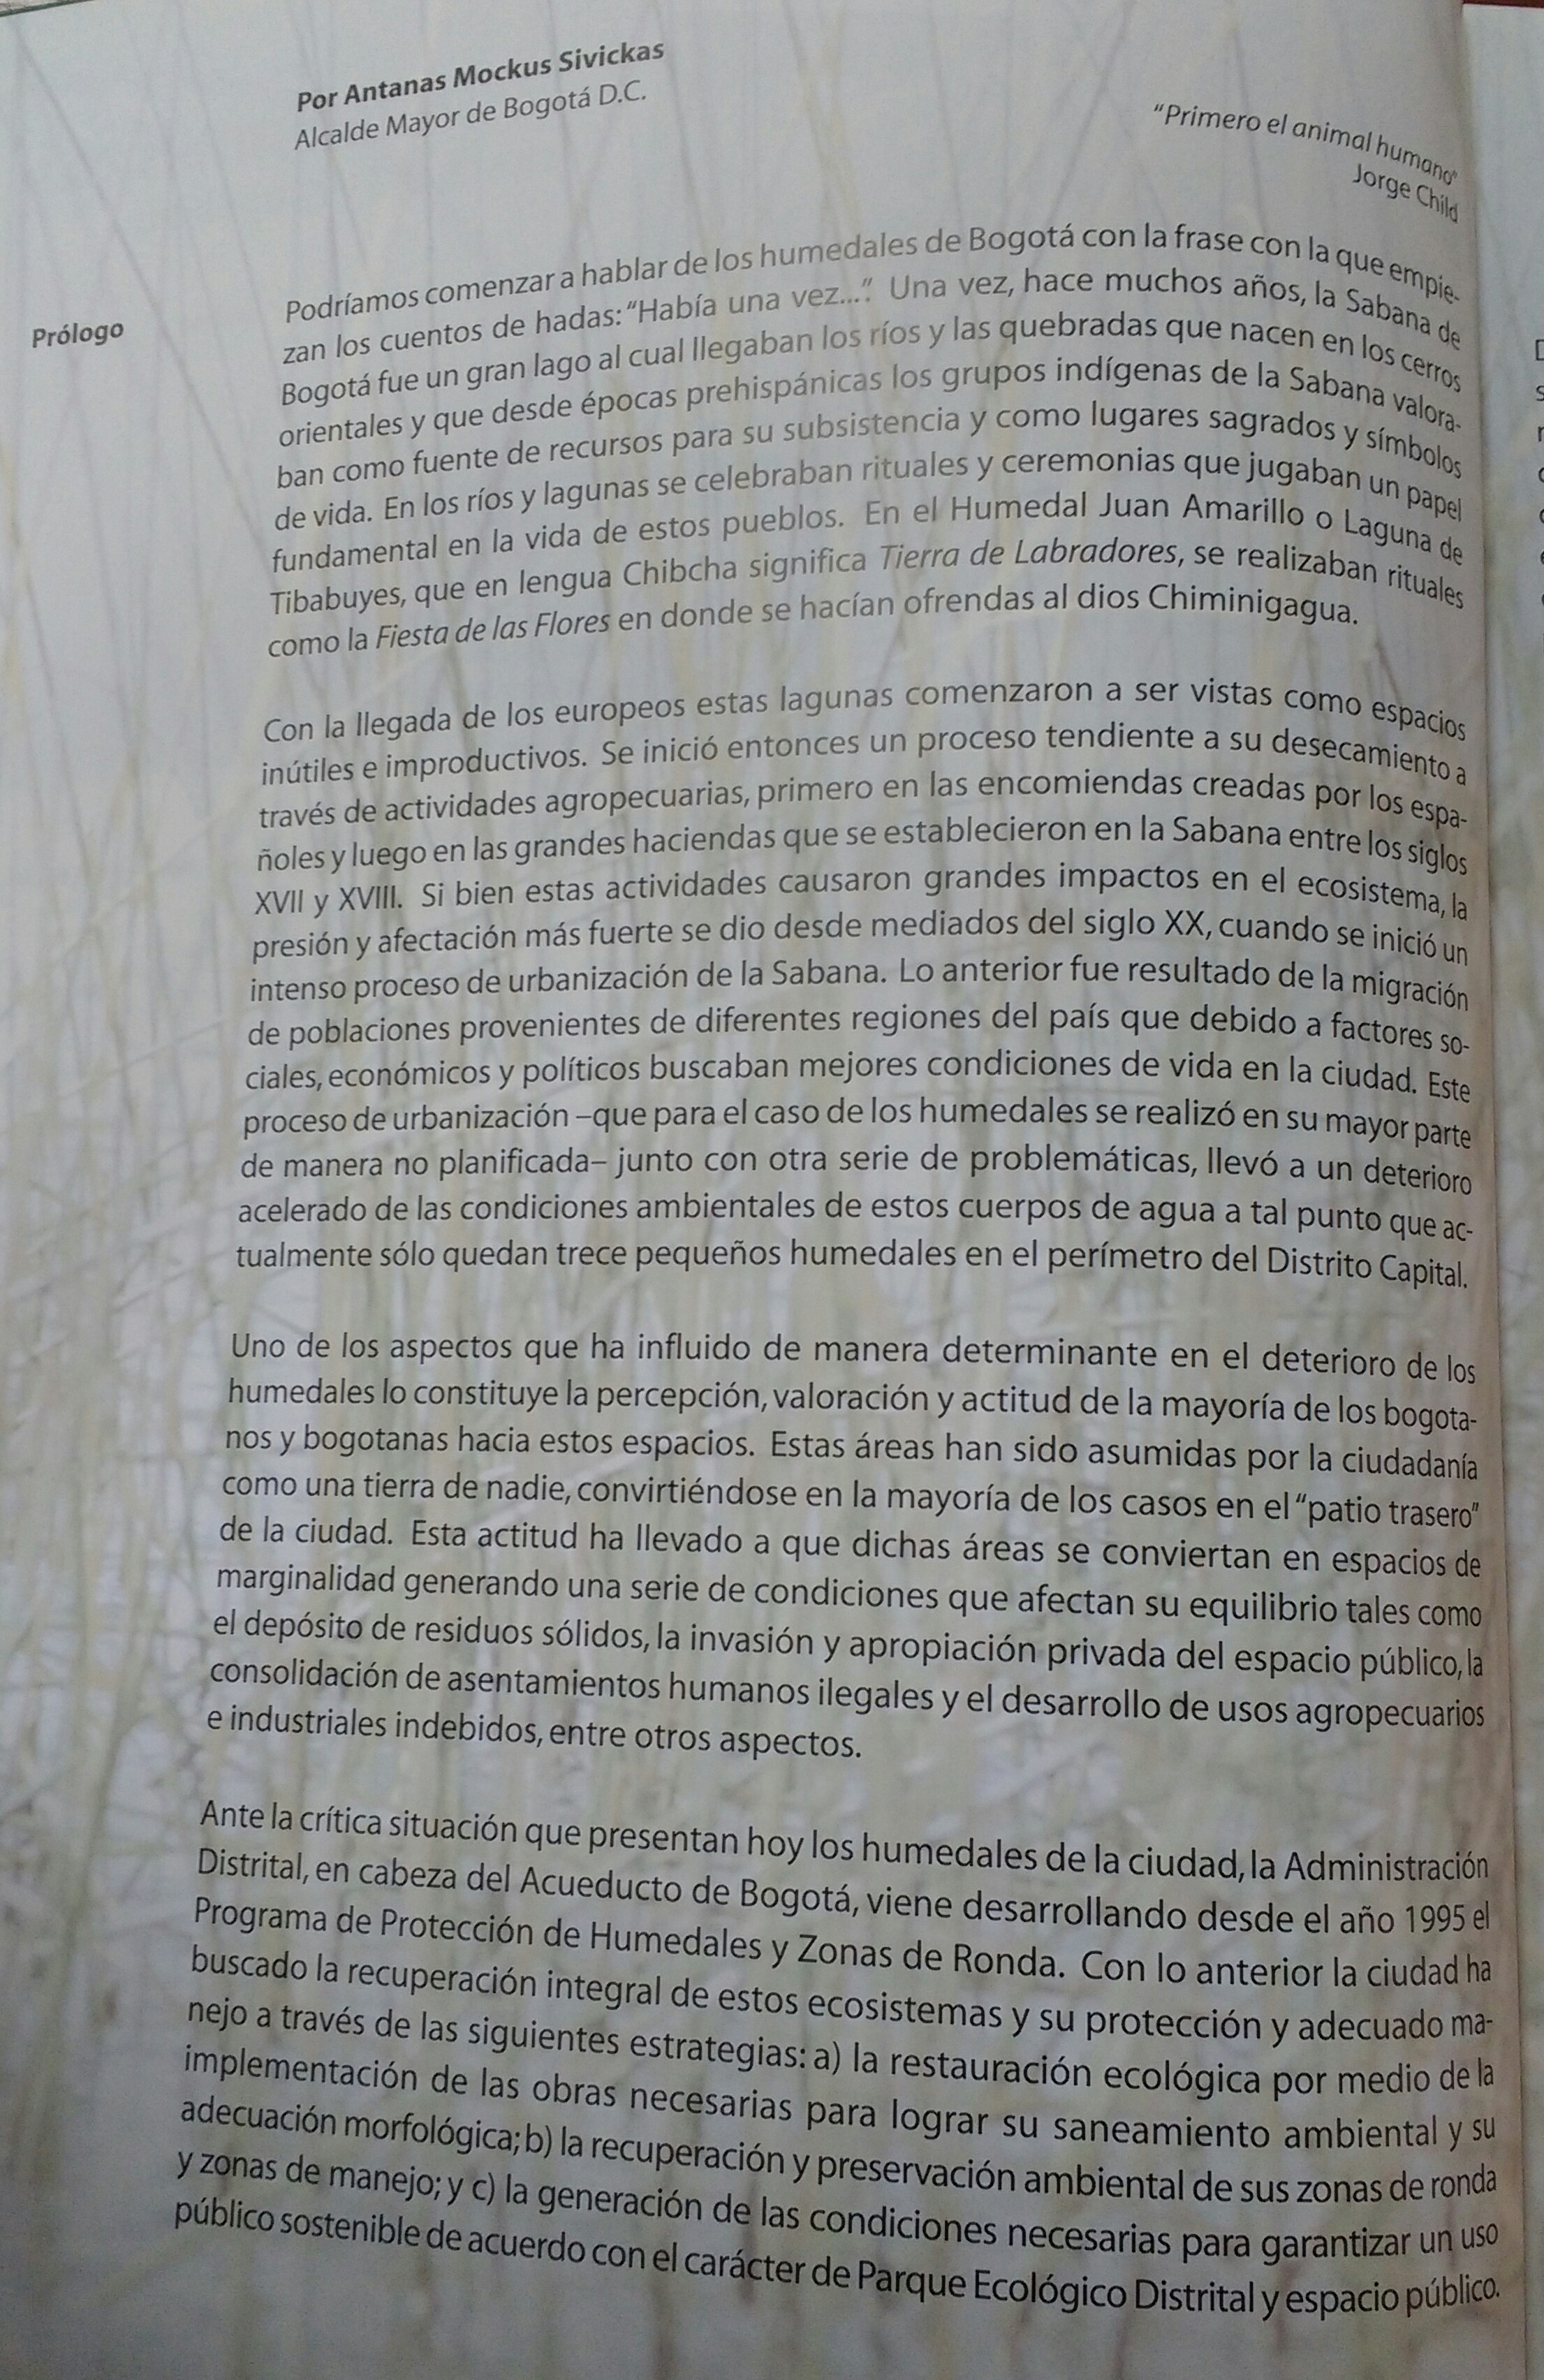 Por Antanas Mockus Sivickas
Alcalde Mayor de Bogotá D.C.
"Primero el animal humano"
Jorge Child
Prólogo
Podríamos comenzar a hablar de los humedales de Bogotá con la frase con la que empie-
zan los cuentos de hadas: "Había una vez...". Una vez, hace muchos años, la Sabana de
Bogotá fue un gran lago al cual llegaban los ríos y las quebradas que nacen en los cerros
orientales y que desde épocas prehispánicas los grupos indígenas de la Sabana valora-
ban como fuente de recursos para su subsistencia y como lugares sagrados y símbolos
de vida. En los ríos y lagunas se celebraban rituales y ceremonias que jugaban un papel
fundamental en la vida de estos pueblos. En el Humedal Juan Amarillo o Laguna de
Tibabuyes, que en lengua Chibcha significa Tierra de Labradores, se realizaban rituales
como la Fiesta de las Flores en donde se hacían ofrendas al dios Chiminigagua.
Con la llegada de los europeos estas lagunas comenzaron a ser vistas como espacios
inútiles e improductivos. Se inició entonces un proceso tendiente a su desecamiento a
través de actividades agropecuarias, primero en las encomiendas creadas por los espa-
ñoles y luego en las grandes haciendas que se establecieron en la Sabana entre los siglos
XVII y XVIII. Si bien estas actividades causaron grandes impactos en el ecosistema, la
presión y afectación más fuerte se dio desde mediados del siglo XX, cuando se inició un
intenso proceso de urbanización de la Sabana. Lo anterior fue resultado de la migración
de poblaciones provenientes de diferentes regiones del país que debido a factores so-
ciales, económicos y políticos buscaban mejores condiciones de vida en la ciudad. Este
proceso de urbanización –que para el caso de los humedales se realizó en su mayor parte
de manera no planificada– junto con otra serie de problemáticas, llevó a un deterioro
acelerado de las condiciones ambientales de estos cuerpos de agua a tal punto que ac-
tualmente sólo quedan trece pequeños humedales en el perímetro del Distrito Capital.
Uno de los aspectos que ha influido de manera determinante en el deterioro de los
humedales lo constituye la percepción, valoración y actitud de la mayoría de los bogota-
nos y bogotanas hacia estos espacios. Estas áreas han sido asumidas por la ciudadanía
como una tierra de nadie, convirtiéndose en la mayoría de los casos en el "patio trasero"
de la ciudad. Esta actitud ha llevado a que dichas áreas se conviertan en espacios de
marginalidad generando una serie de condiciones que afectan su equilibrio tales como
el depósito de residuos sólidos, la invasión y apropiación privada del espacio público, la
consolidación de asentamientos humanos ilegales y el desarrollo de usos agropecuarios
e industriales indebidos, entre otros aspectos.
Ante la crítica situación que presentan hoy los humedales de la ciudad, la Administración
Distrital, en cabeza del Acueducto de Bogotá, viene desarrollando desde el año 1995 el
Programa de Protección de Humedales y Zonas de Ronda. Con lo anterior la ciudad ha
buscado la recuperación integral de estos ecosistemas y su protección y adecuado ma-
nejo a través de las siguientes estrategias: a) la restauración ecológica por medio de la
implementación de las obras necesarias para lograr su saneamiento ambiental y su
adecuación morfológica; b) la recuperación y preservación ambiental de sus zonas de ronda
y zonas de manejo; y c) la generación de las condiciones necesarias para garantizar un uso
público sostenible de acuerdo con el carácter de Parque Ecológico Distrital y espacio público.